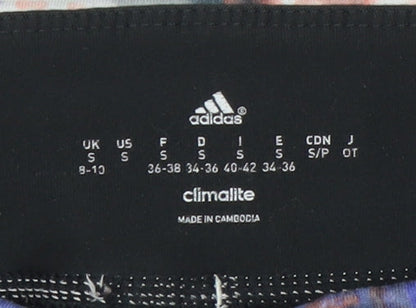 adidas
UK US F D I E CDN J
S S S S S S S/P OT
8-10 36-38 34-36 40-42 34-36
climalite
MADE IN CAMBODIA